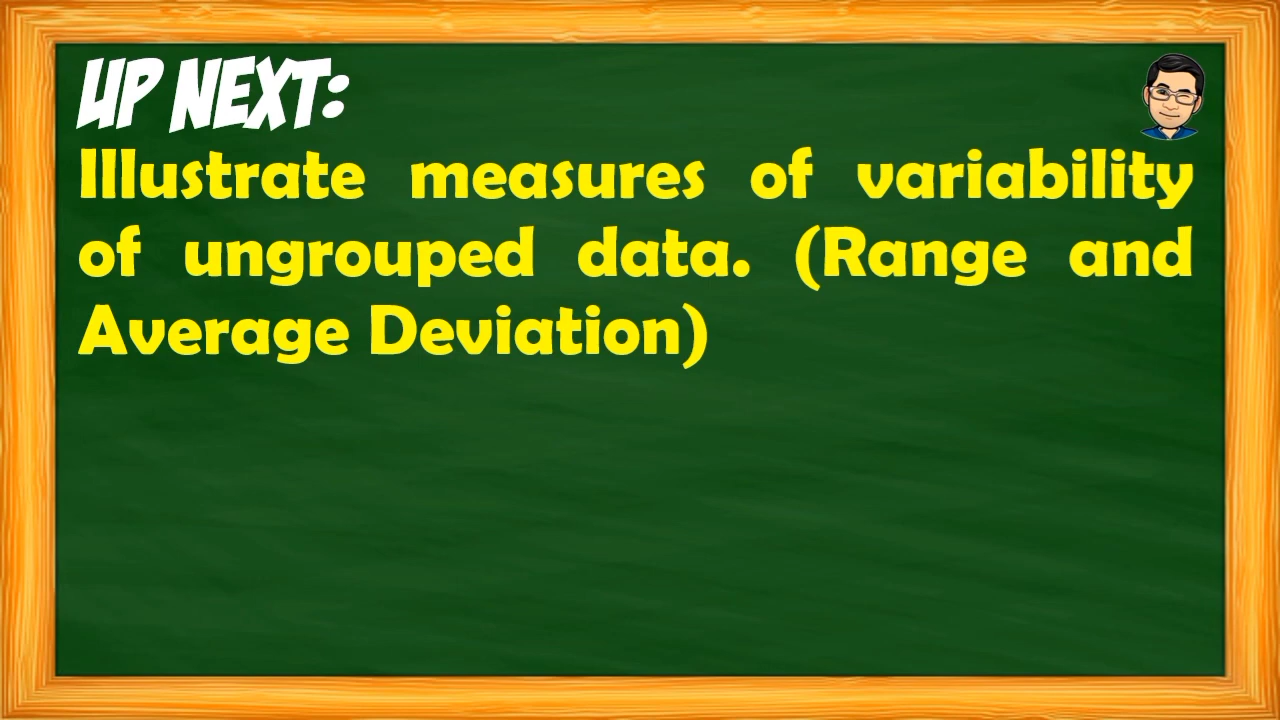 UP NEXT:
Illustrate measures of variability
of ungrouped data. (Range and
Average Deviation)